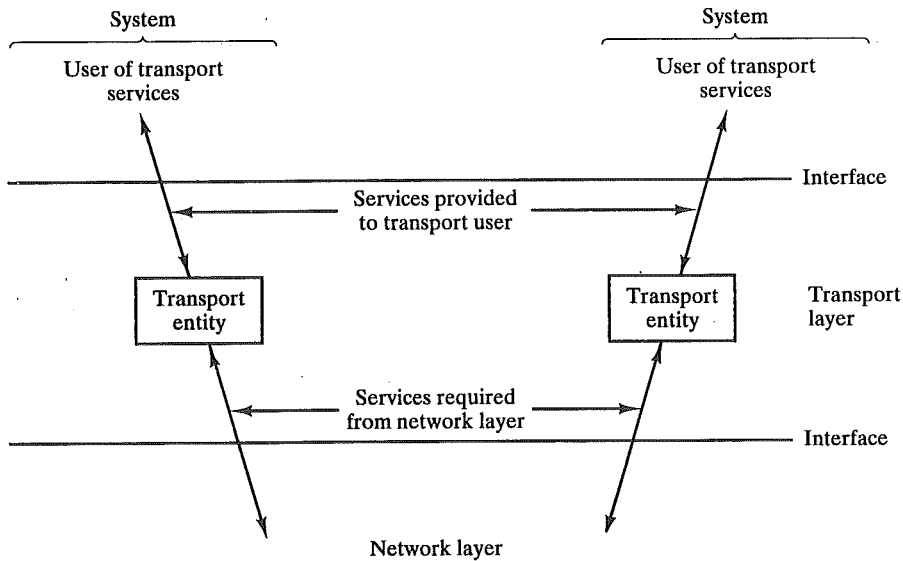 System
System
User of transport
services
User of transport
services
Interface
Services provided
to transport user
Transport
entity
Transport
entity
Transport
layer
Services required
from network layer
Interface
Network layer